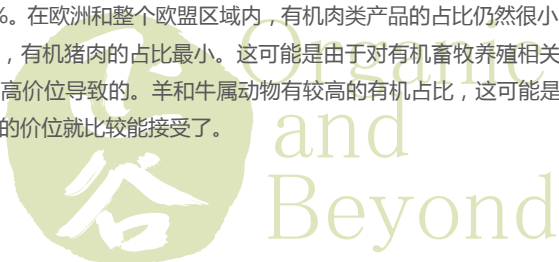 %。在欧洲和整个欧盟区域内，有机肉类产品的占比仍然很小
，有机猪肉的占比最小。这可能是由于对有机畜牧养殖相关
高价位导致的。羊和牛属动物有较高的有机占比，这可能是
的价位就比较能接受了。
Organic
and
Beyond
谷